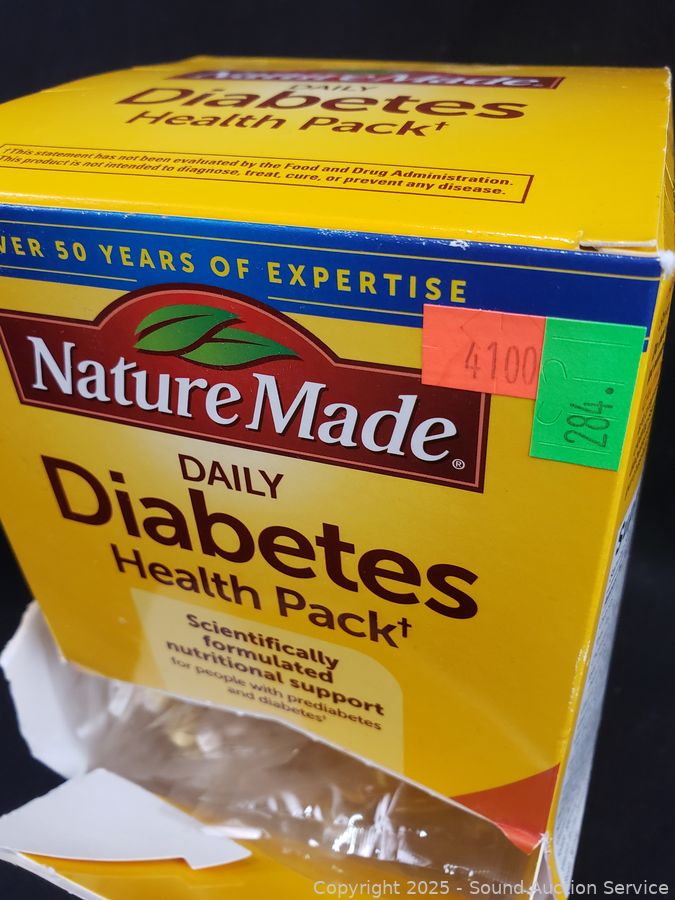 Nature Made®
DAILY
Diabetes
Health Pack†
†This statement has not been evaluated by the Food and Drug Administration.
This product is not intended to diagnose, treat, cure, or prevent any disease.
VER 50 YEARS OF EXPERTISE
4100
284.
Nature Made®
DAILY
Diabetes
Health Pack†
Scientifically
formulated
nutritional support
for people with prediabetes
and diabetes†
Copyright 2025 - Sound Auction Service